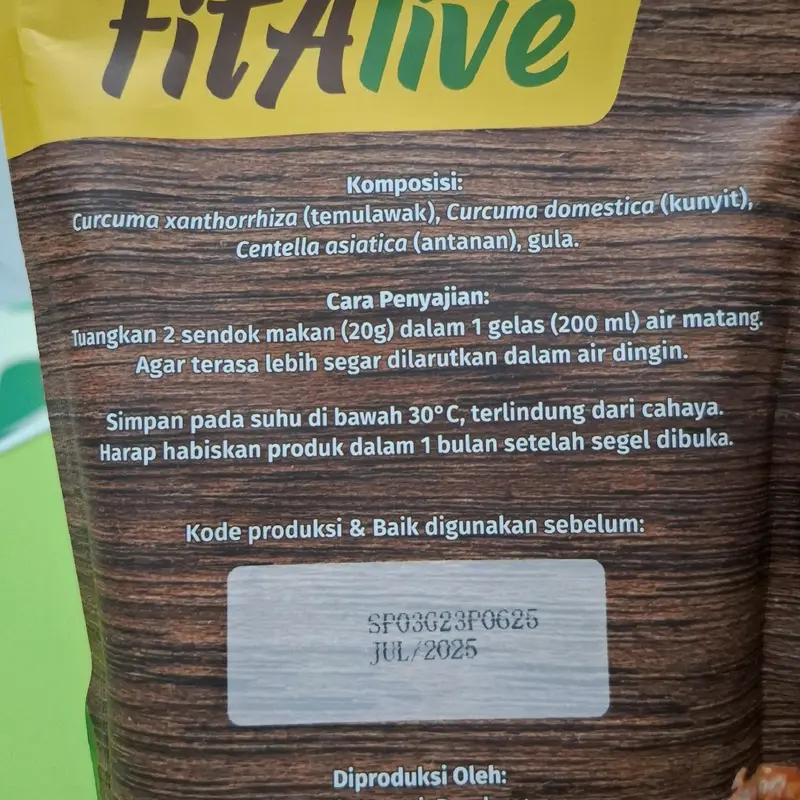 fitAlive
Komposisi:
Curcuma xanthorrhiza (temulawak), Curcuma domestica (kunyit),
Centella asiatica (antanan), gula.
Cara Penyajian:
Tuangkan 2 sendok makan (20g) dalam 1 gelas (200 ml) air matang.
Agar terasa lebih segar dilarutkan dalam air dingin.
Simpan pada suhu di bawah 30°C, terlindung dari cahaya.
Harap habiskan produk dalam 1 bulan setelah segel dibuka.
Kode produksi & Baik digunakan sebelum:
SP03G23P0625
JUL/2025
Diproduksi Oleh: